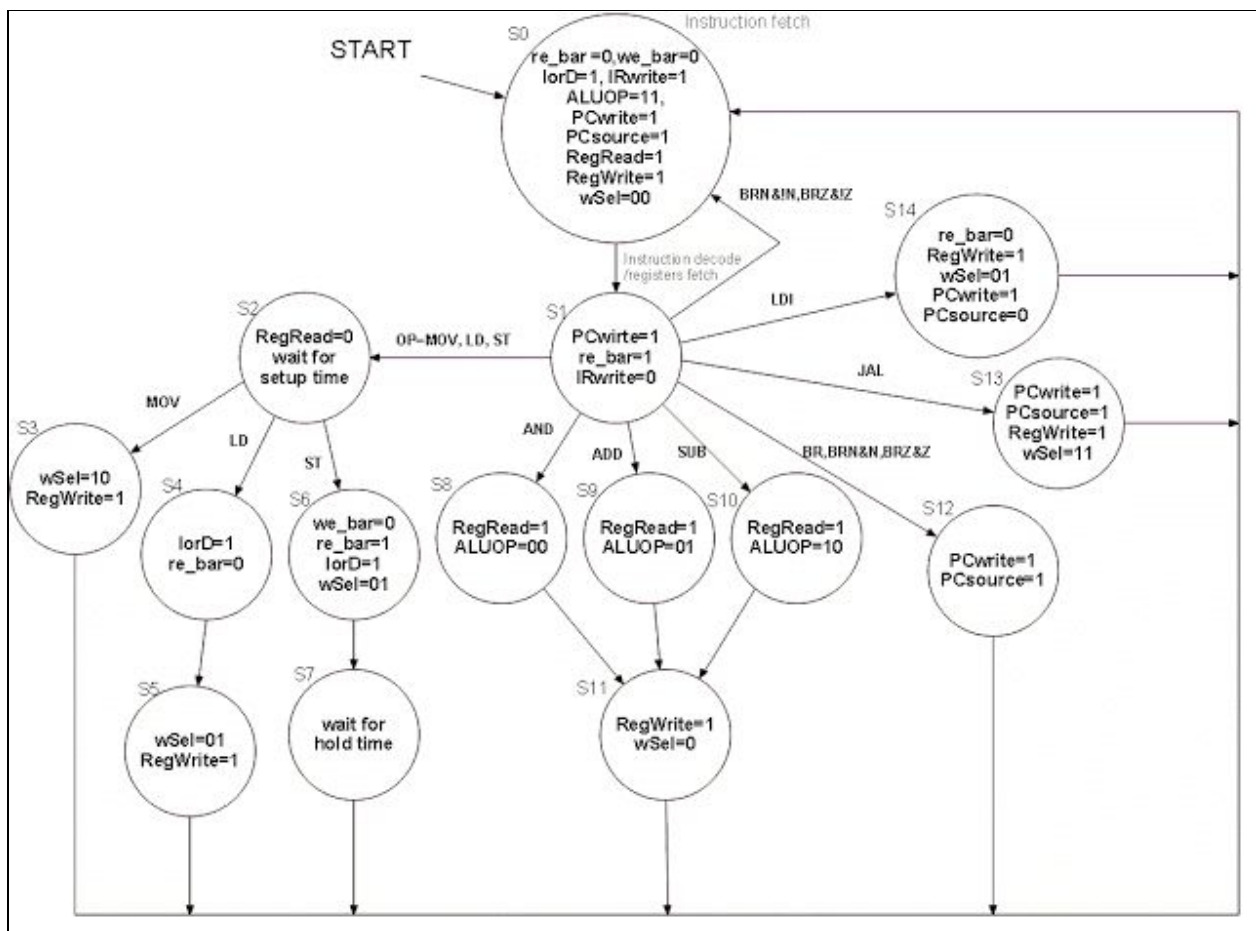 Instruction fetch
S0
START
re_bar =0,we_bar=0
IorD=1, IRwrite=1
ALUOP=11,
PCwrite=1
PCsource=1
RegRead=1
RegWrite=1
wSel=00
BRN&!N,BRZ&!Z
S14
re_bar=0
RegWrite=1
wSel=01
PCwrite=1
PCsource=0
Instruction decode
/registers fetch
LDI
S2
RegRead=0
wait for
setup time
OP=MOV, LD, ST
S1
PCwirte=1
re_bar=1
IRwrite=0
JAL
S13
PCwrite=1
PCsource=1
RegWrite=1
wSel=11
MOV
LD
ST
AND
ADD
SUB
BR,BRN&N,BRZ&Z
S3
wSel=10
RegWrite=1
S4
IorD=1
re_bar=0
S6
we_bar=0
re_bar=1
IorD=1
wSel=01
S8
RegRead=1
ALUOP=00
S9
RegRead=1
ALUOP=01
S10
RegRead=1
ALUOP=10
S12
PCwrite=1
PCsource=1
S5
wSel=01
RegWrite=1
S7
wait for
hold time
S11
RegWrite=1
wSel=0